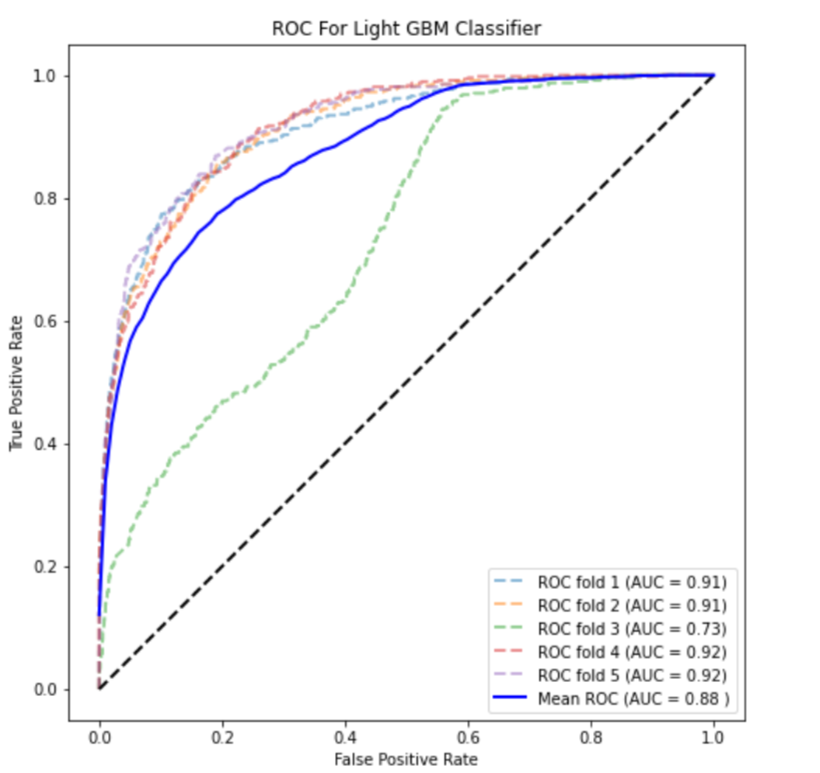 ROC For Light GBM Classifier
1.0
0.8
0.6
0.4
0.2
0.0
True Positive Rate
0.0 0.2 0.4 0.6 0.8 1.0
False Positive Rate
ROC fold 1 (AUC = 0.91)
ROC fold 2 (AUC = 0.91)
ROC fold 3 (AUC = 0.73)
ROC fold 4 (AUC = 0.92)
ROC fold 5 (AUC = 0.92)
Mean ROC (AUC = 0.88 )